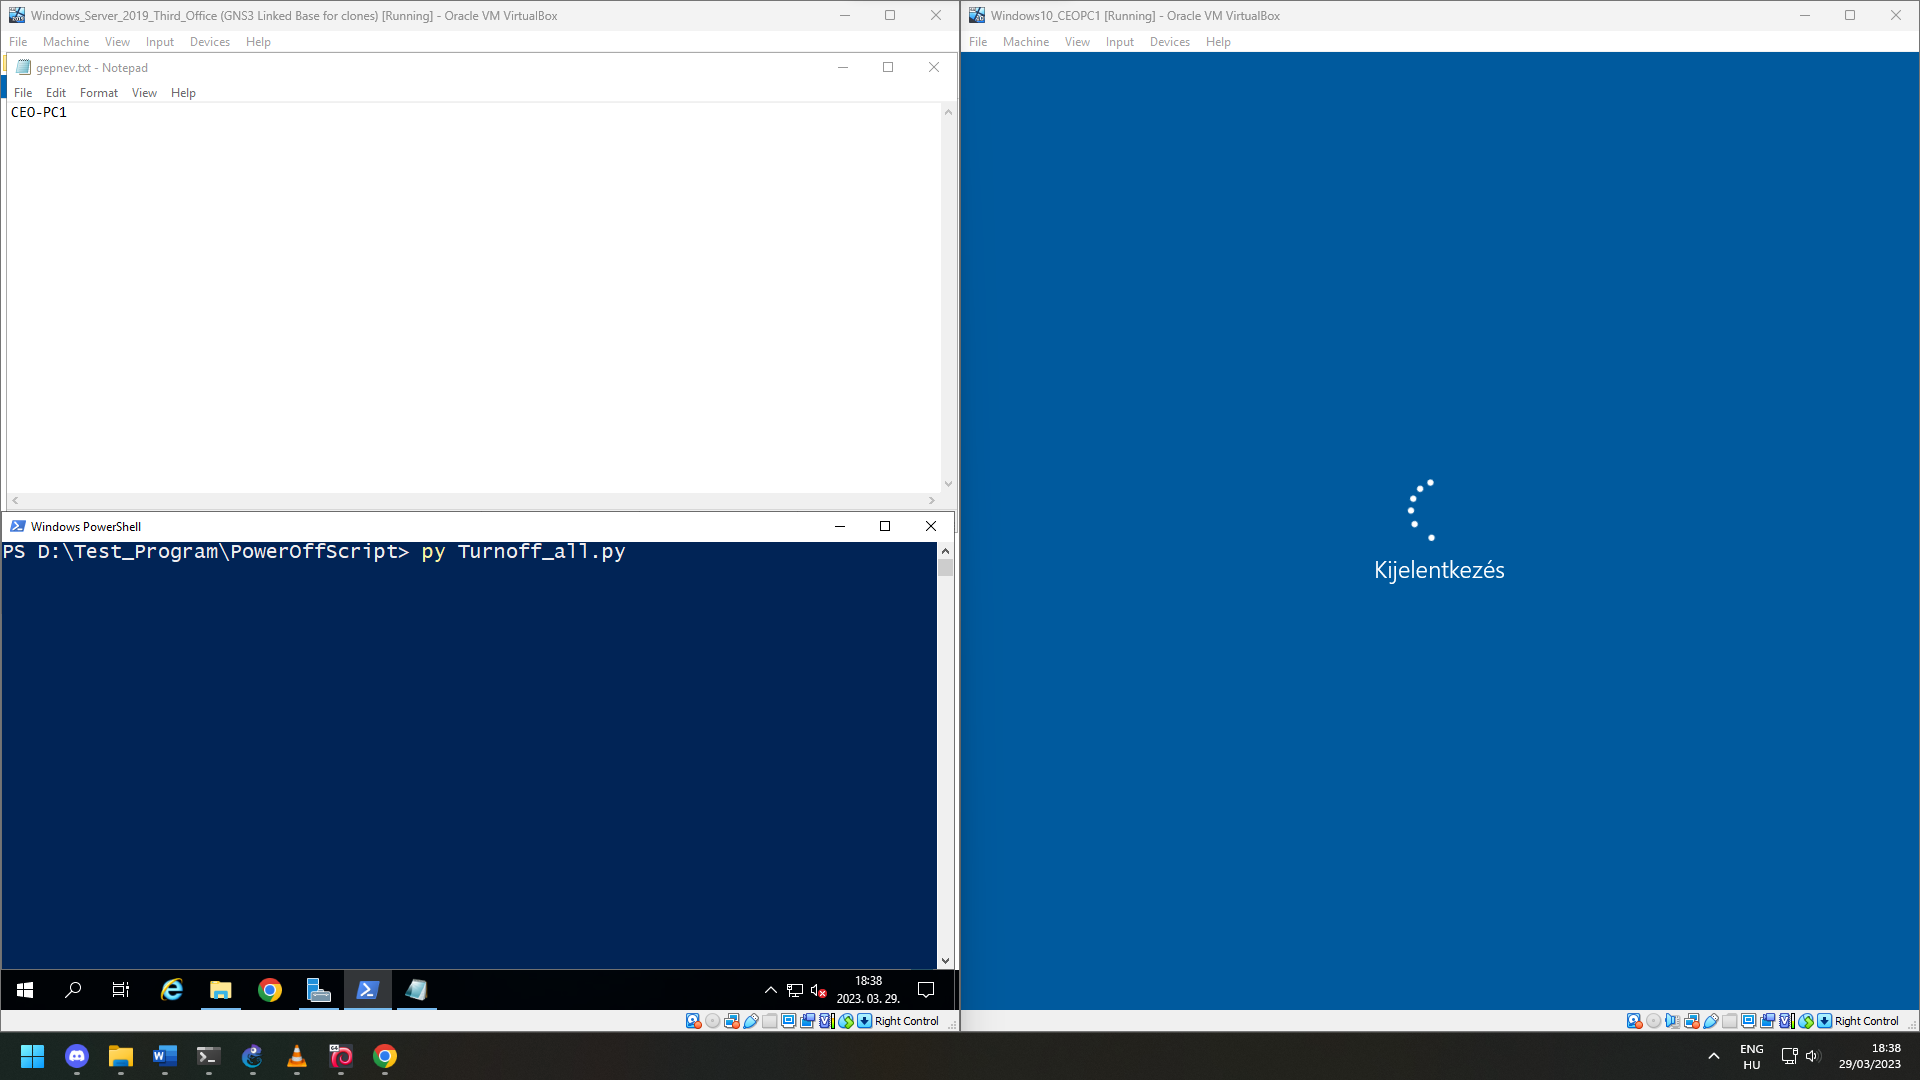 Windows_Server_2019_Third_Office (GNS3 Linked Base for clones) [Running] - Oracle VM VirtualBox
File Machine View Input Devices Help
gepnev.txt - Notepad
File Edit Format View Help
CEO-PC1
Windows PowerShell
PS D:\Test_Program\PowerOffScript> py Turnoff_all.py
18:38
2023. 03. 29.
Right Control
Windows10_CEOPC1 [Running] - Oracle VM VirtualBox
File Machine View Input Devices Help
Kijelentkezés
Right Control
ENG
HU
18:38
29/03/2023